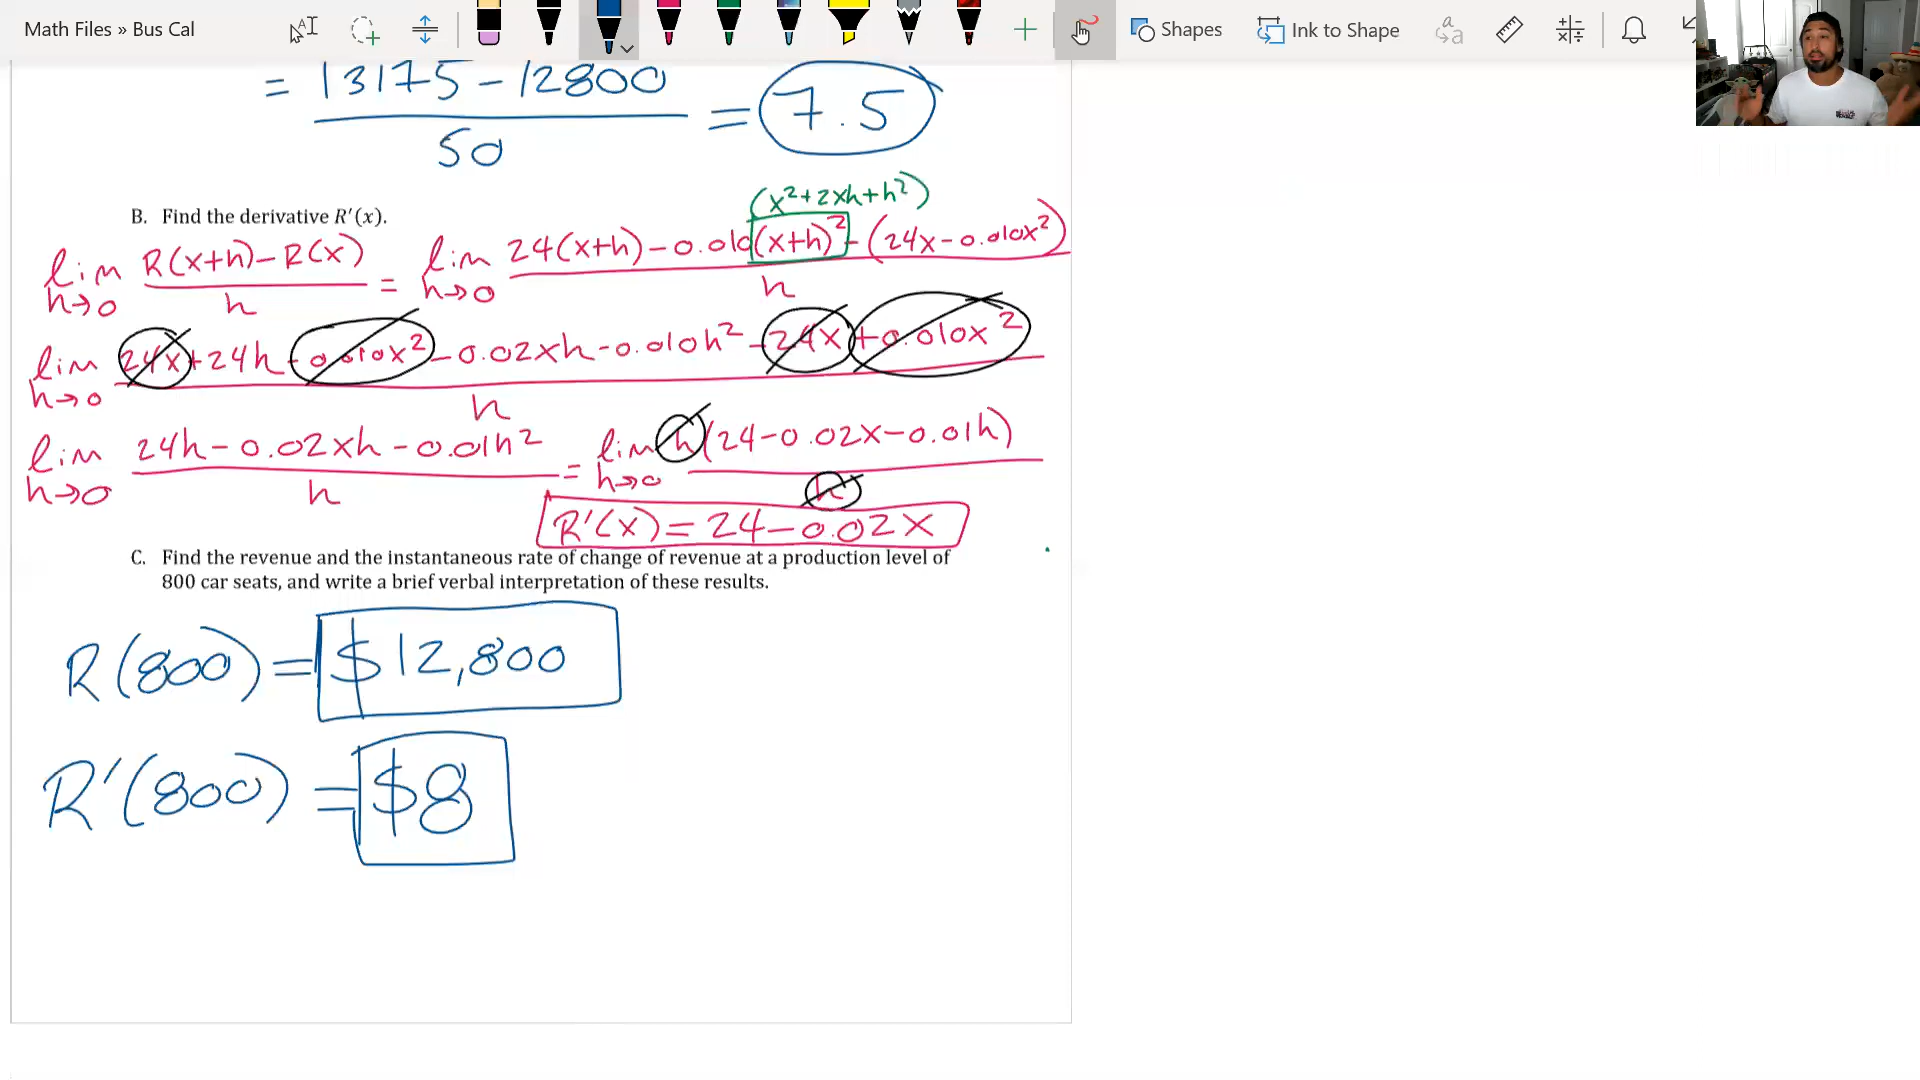 Math Files » Bus Cal
Shapes
Ink to Shape
= 13175 - 12800 / 50 = 7.5
(x² + 2xh + h²)
B. Find the derivative R′(x).
lim h→0 R(x+h) - R(x) / h = lim h→0 24(x+h) - 0.010(x+h)² - (24x - 0.010x²) / h
lim h→0 24x + 24h - 0.010x² - 0.02xh - 0.010h² - 24x + 0.010x² / h
lim h→0 24h - 0.02xh - 0.01h² / h = lim h→0 h(24 - 0.02x - 0.01h) / h
R'(x) = 24 - 0.02x
C. Find the revenue and the instantaneous rate of change of revenue at a production level of
800 car seats, and write a brief verbal interpretation of these results.
R(800) = $12,800
R'(800) = $8